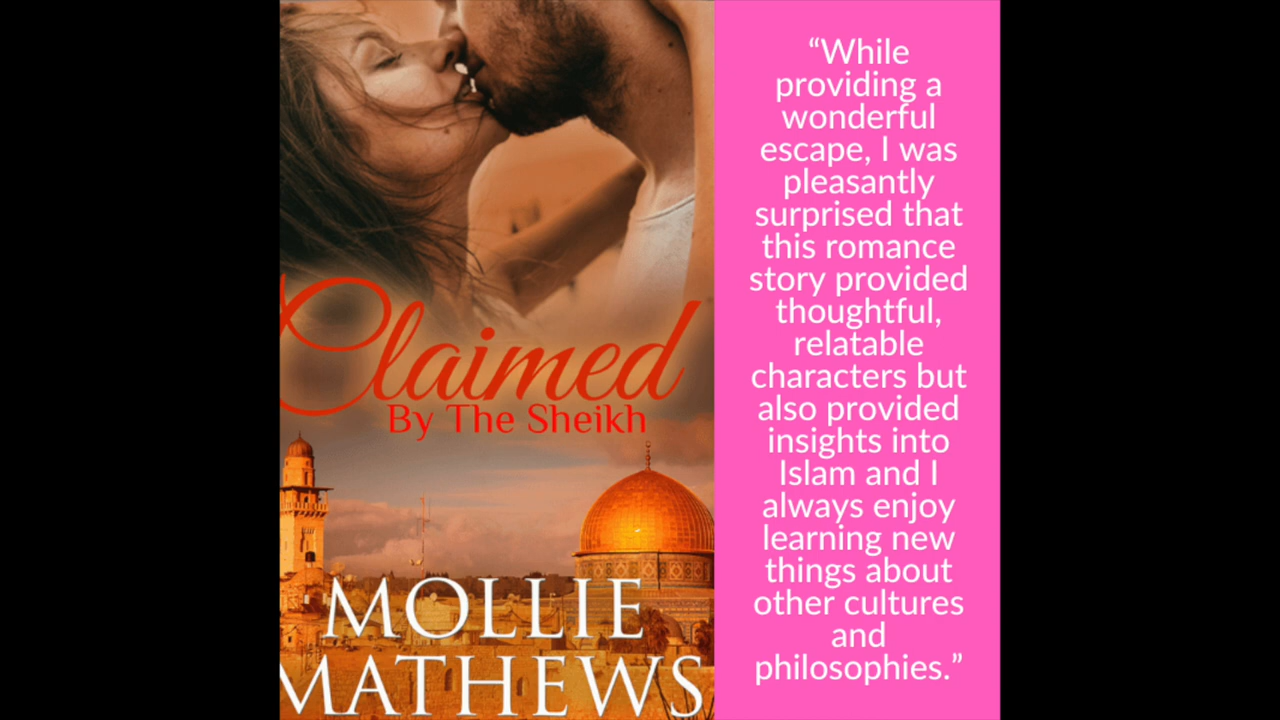 Claimed
By The Sheikh
MOLLIE
MATHEWS
“While
providing a
wonderful
escape, I was
pleasantly
surprised that
this romance
story provided
thoughtful,
relatable
characters but
also provided
insights into
Islam and I
always enjoy
learning new
things about
other cultures
and
philosophies.”